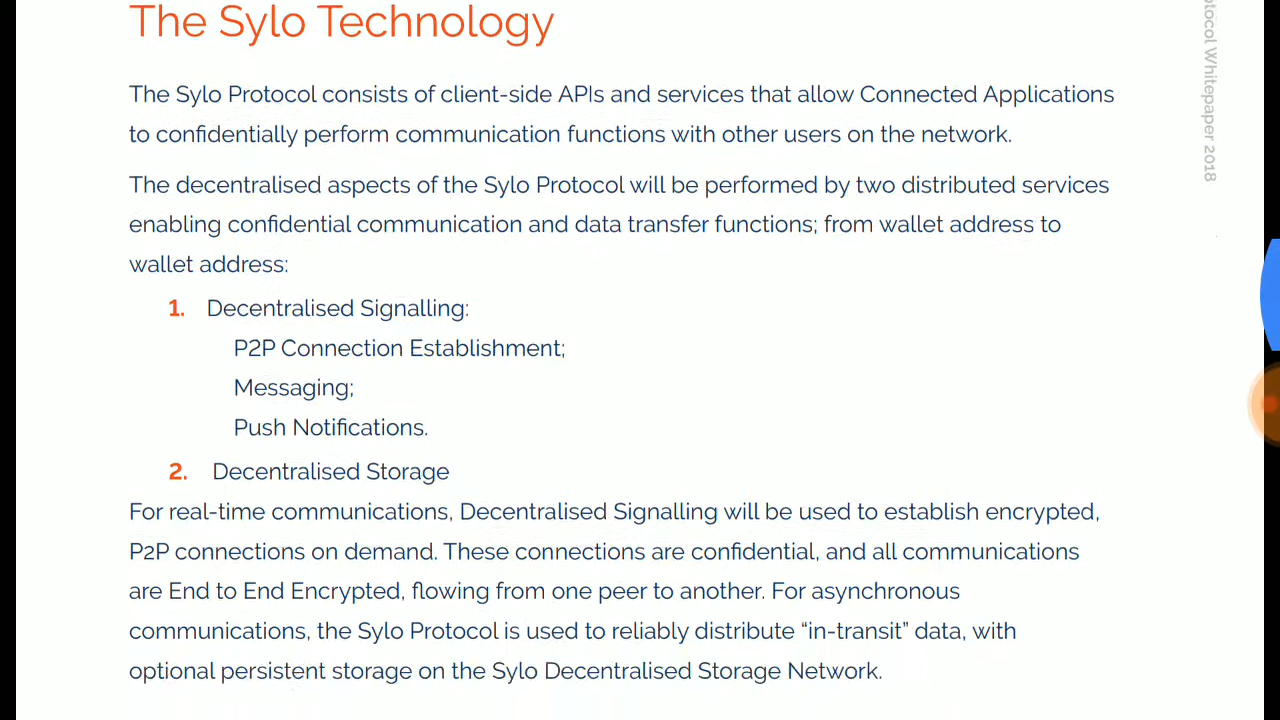 The Sylo Technology
otocol Whitepaper 2018
The Sylo Protocol consists of client-side APIs and services that allow Connected Applications
to confidentially perform communication functions with other users on the network.
The decentralised aspects of the Sylo Protocol will be performed by two distributed services
enabling confidential communication and data transfer functions; from wallet address to
wallet address:
1. Decentralised Signalling:
P2P Connection Establishment;
Messaging;
Push Notifications.
2. Decentralised Storage
For real-time communications, Decentralised Signalling will be used to establish encrypted,
P2P connections on demand. These connections are confidential, and all communications
are End to End Encrypted, flowing from one peer to another. For asynchronous
communications, the Sylo Protocol is used to reliably distribute “in-transit” data, with
optional persistent storage on the Sylo Decentralised Storage Network.